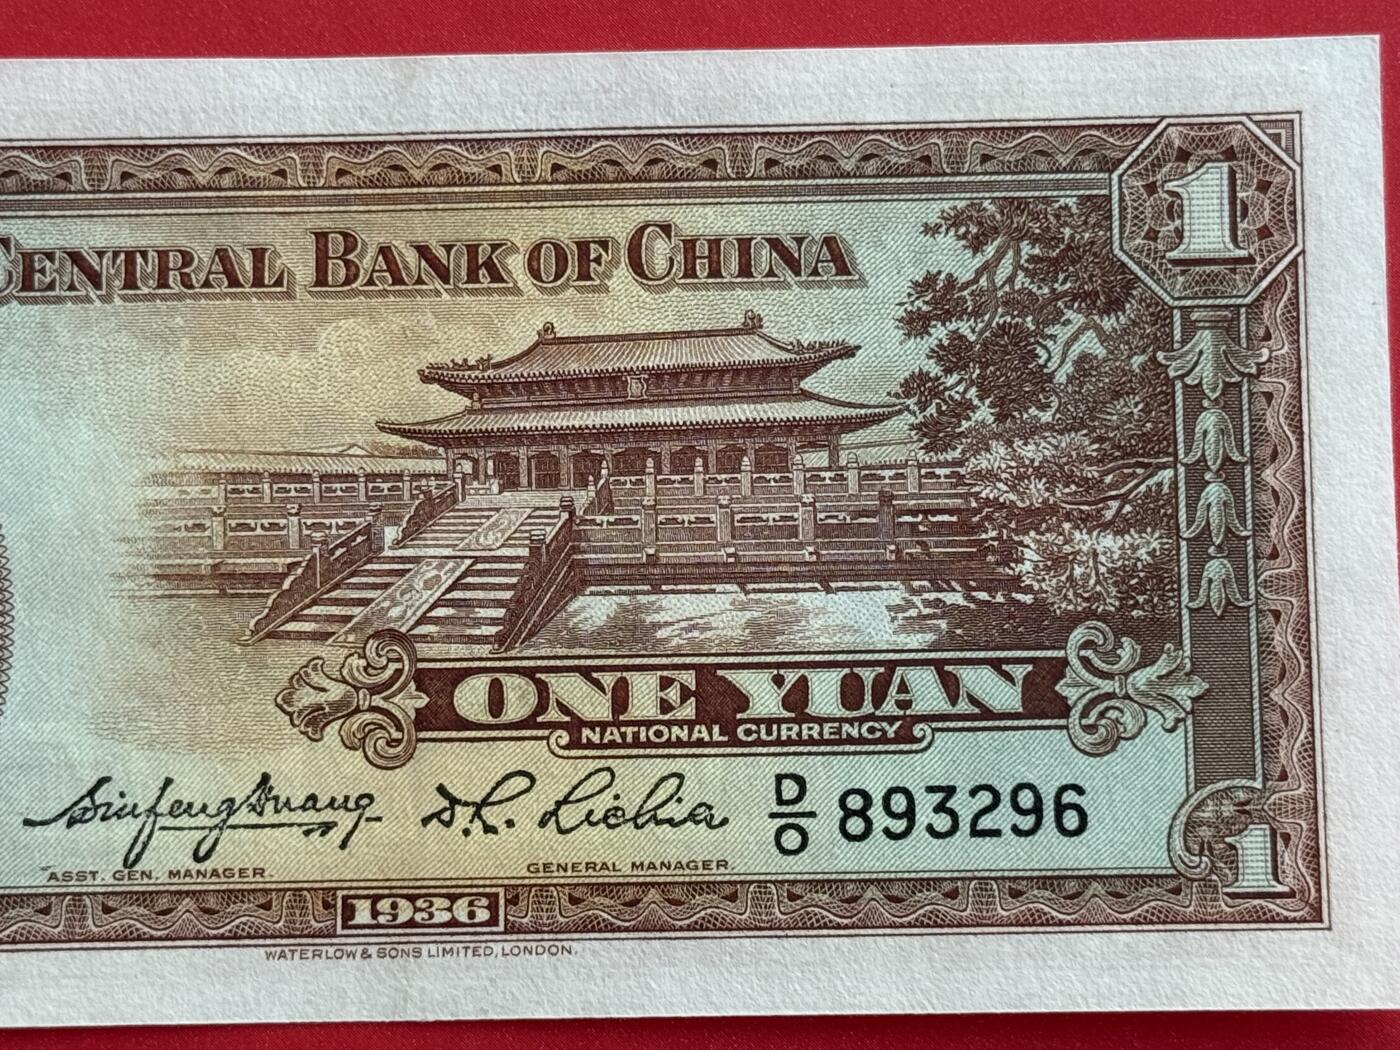 1
CENTRAL BANK OF CHINA
ONE YUAN
NATIONAL CURRENCY
D/O 893296
ASST. GEN. MANAGER.
GENERAL MANAGER.
1
1936
WATERLOW & SONS LIMITED, LONDON.